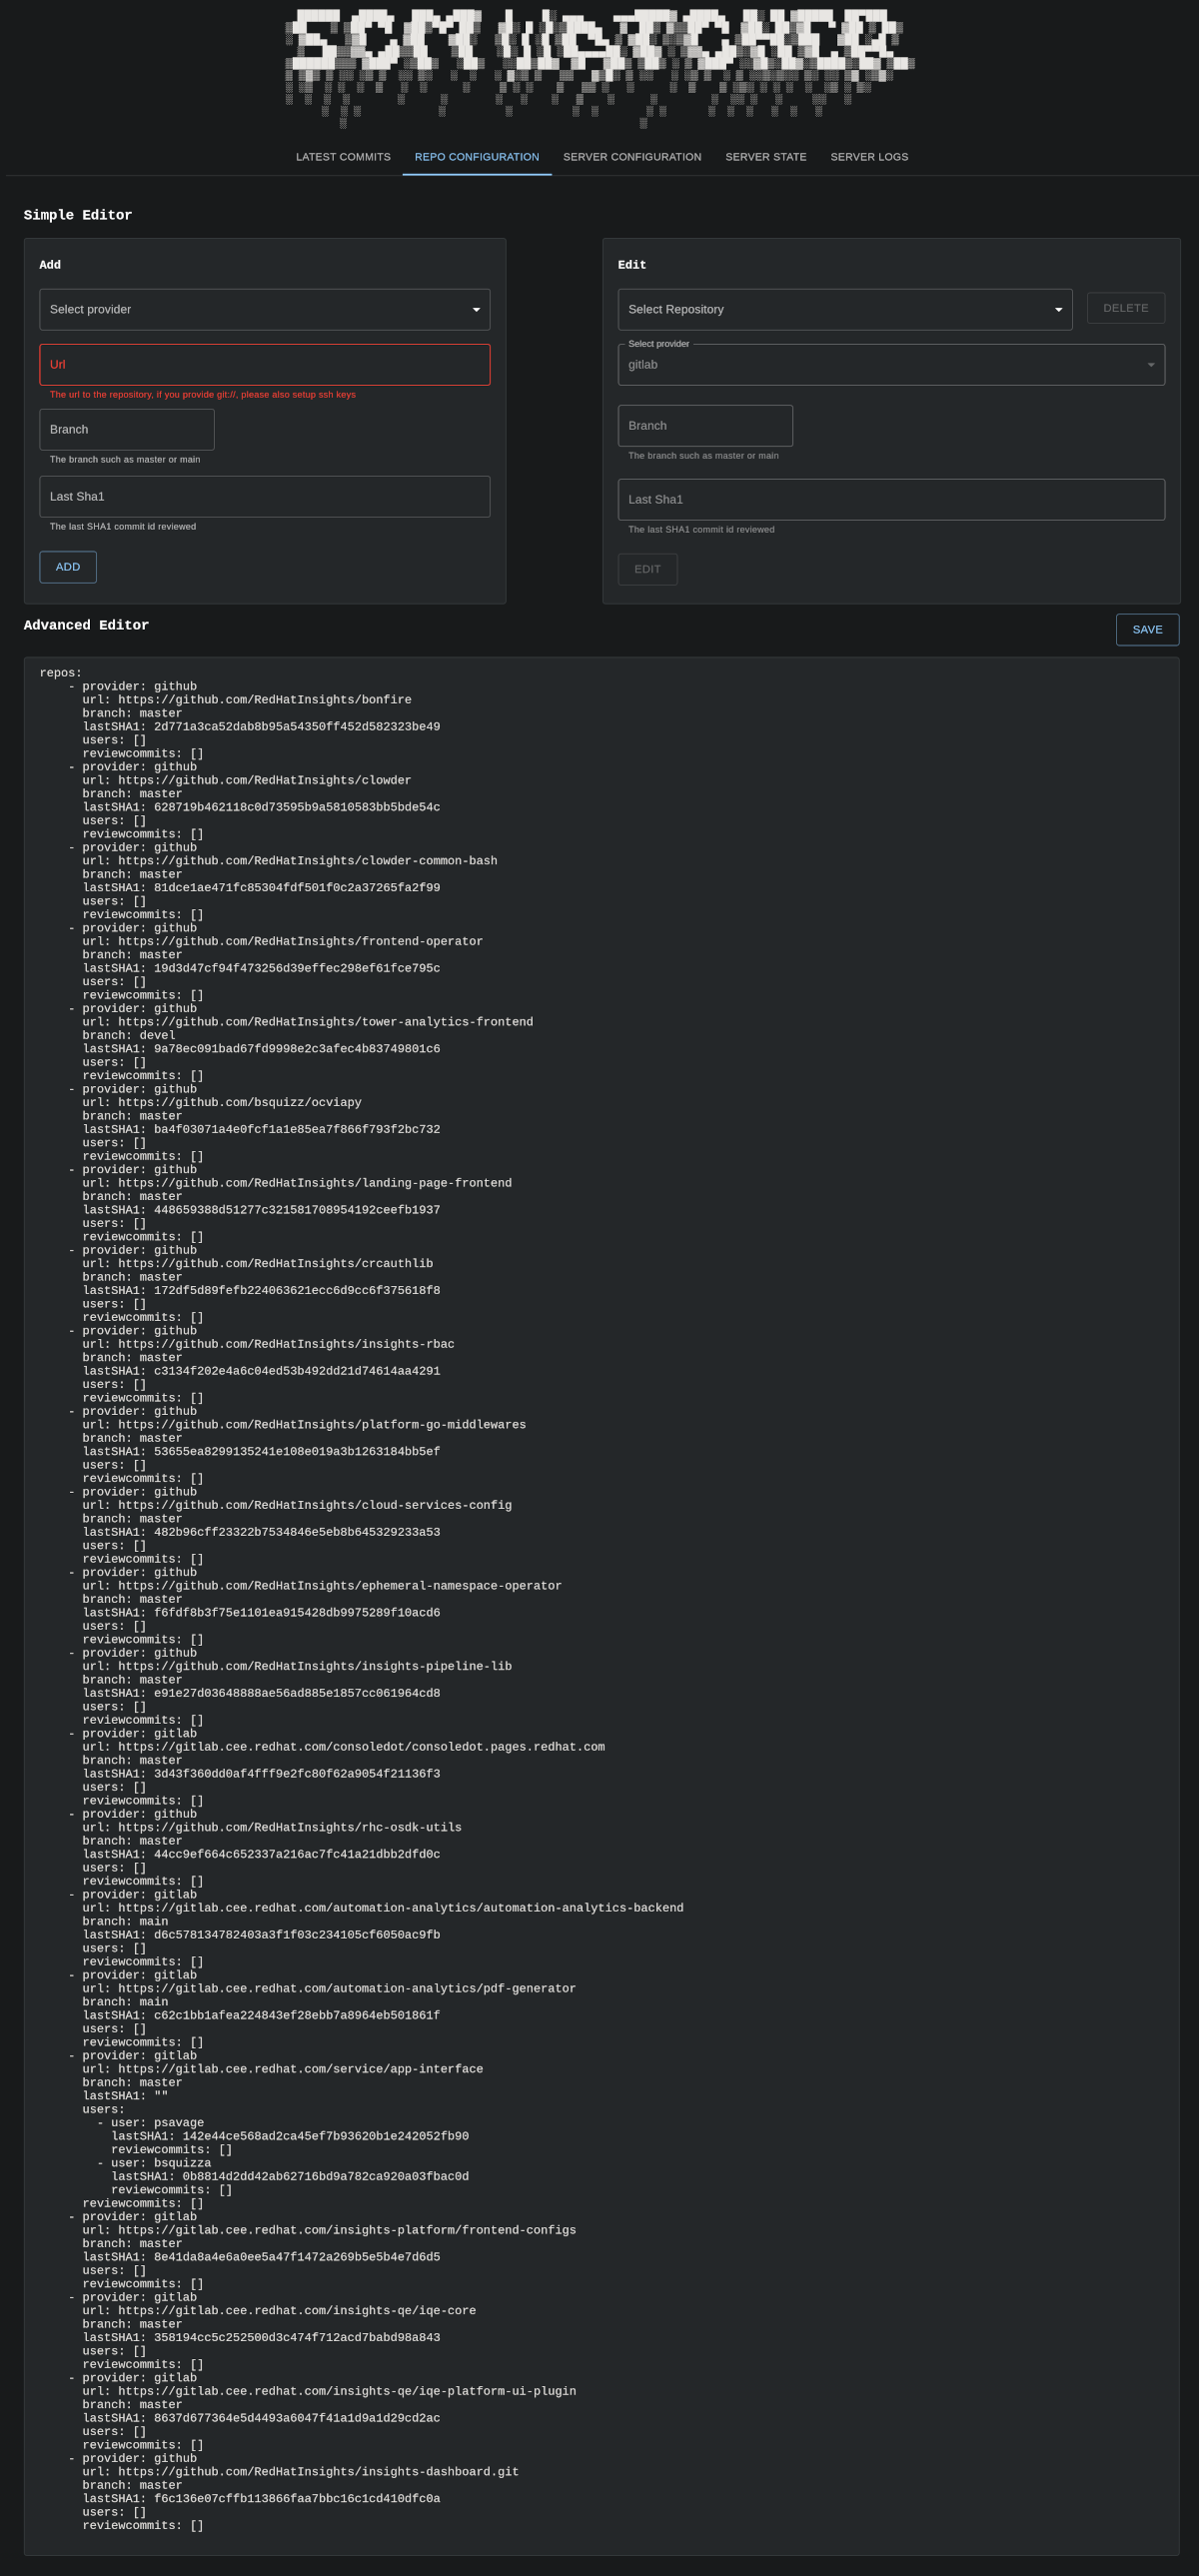 LATEST COMMITS
REPO CONFIGURATION
SERVER CONFIGURATION
SERVER STATE
SERVER LOGS
Simple Editor
Add
Select provider
Url
The url to the repository, if you provide git://, please also setup ssh keys
Branch
The branch such as master or main
Last Sha1
The last SHA1 commit id reviewed
ADD
Edit
Select Repository
DELETE
Select provider
gitlab
Branch
The branch such as master or main
Last Sha1
The last SHA1 commit id reviewed
EDIT
Advanced Editor
SAVE
repos:
    - provider: github
      url: https://github.com/RedHatInsights/bonfire
      branch: master
      lastSHA1: 2d771a3ca52dab8b95a54350ff452d582323be49
      users: []
      reviewcommits: []
    - provider: github
      url: https://github.com/RedHatInsights/clowder
      branch: master
      lastSHA1: 628719b462118c0d73595b9a5810583bb5bde54c
      users: []
      reviewcommits: []
    - provider: github
      url: https://github.com/RedHatInsights/clowder-common-bash
      branch: master
      lastSHA1: 81dce1ae471fc85304fdf501f0c2a37265fa2f99
      users: []
      reviewcommits: []
    - provider: github
      url: https://github.com/RedHatInsights/frontend-operator
      branch: master
      lastSHA1: 19d3d47cf94f473256d39effec298ef61fce795c
      users: []
      reviewcommits: []
    - provider: github
      url: https://github.com/RedHatInsights/tower-analytics-frontend
      branch: devel
      lastSHA1: 9a78ec091bad67fd9998e2c3afec4b83749801c6
      users: []
      reviewcommits: []
    - provider: github
      url: https://github.com/bsquizz/ocviapy
      branch: master
      lastSHA1: ba4f03071a4e0fcf1a1e85ea7f866f793f2bc732
      users: []
      reviewcommits: []
    - provider: github
      url: https://github.com/RedHatInsights/landing-page-frontend
      branch: master
      lastSHA1: 448659388d51277c321581708954192ceefb1937
      users: []
      reviewcommits: []
    - provider: github
      url: https://github.com/RedHatInsights/crcauthlib
      branch: master
      lastSHA1: 172df5d89fefb224063621ecc6d9cc6f375618f8
      users: []
      reviewcommits: []
    - provider: github
      url: https://github.com/RedHatInsights/insights-rbac
      branch: master
      lastSHA1: c3134f202e4a6c04ed53b492dd21d74614aa4291
      users: []
      reviewcommits: []
    - provider: github
      url: https://github.com/RedHatInsights/platform-go-middlewares
      branch: master
      lastSHA1: 53655ea8299135241e108e019a3b1263184bb5ef
      users: []
      reviewcommits: []
    - provider: github
      url: https://github.com/RedHatInsights/cloud-services-config
      branch: master
      lastSHA1: 482b96cff23322b7534846e5eb8b645329233a53
      users: []
      reviewcommits: []
    - provider: github
      url: https://github.com/RedHatInsights/ephemeral-namespace-operator
      branch: master
      lastSHA1: f6fdf8b3f75e1101ea915428db9975289f10acd6
      users: []
      reviewcommits: []
    - provider: github
      url: https://github.com/RedHatInsights/insights-pipeline-lib
      branch: master
      lastSHA1: e91e27d03648888ae56ad885e1857cc061964cd8
      users: []
      reviewcommits: []
    - provider: gitlab
      url: https://gitlab.cee.redhat.com/consoledot/consoledot.pages.redhat.com
      branch: master
      lastSHA1: 3d43f360dd0af4fff9e2fc80f62a9054f21136f3
      users: []
      reviewcommits: []
    - provider: github
      url: https://github.com/RedHatInsights/rhc-osdk-utils
      branch: master
      lastSHA1: 44cc9ef664c652337a216ac7fc41a21dbb2dfd0c
      users: []
      reviewcommits: []
    - provider: gitlab
      url: https://gitlab.cee.redhat.com/automation-analytics/automation-analytics-backend
      branch: main
      lastSHA1: d6c578134782403a3f1f03c234105cf6050ac9fb
      users: []
      reviewcommits: []
    - provider: gitlab
      url: https://gitlab.cee.redhat.com/automation-analytics/pdf-generator
      branch: main
      lastSHA1: c62c1bb1afea224843ef28ebb7a8964eb501861f
      users: []
      reviewcommits: []
    - provider: gitlab
      url: https://gitlab.cee.redhat.com/service/app-interface
      branch: master
      lastSHA1: ""
      users:
        - user: psavage
          lastSHA1: 142e44ce568ad2ca45ef7b93620b1e242052fb90
          reviewcommits: []
        - user: bsquizza
          lastSHA1: 0b8814d2dd42ab62716bd9a782ca920a03fbac0d
          reviewcommits: []
      reviewcommits: []
    - provider: gitlab
      url: https://gitlab.cee.redhat.com/insights-platform/frontend-configs
      branch: master
      lastSHA1: 8e41da8a4e6a0ee5a47f1472a269b5e5b4e7d6d5
      users: []
      reviewcommits: []
    - provider: gitlab
      url: https://gitlab.cee.redhat.com/insights-qe/iqe-core
      branch: master
      lastSHA1: 358194cc5c252500d3c474f712acd7babd98a843
      users: []
      reviewcommits: []
    - provider: gitlab
      url: https://gitlab.cee.redhat.com/insights-qe/iqe-platform-ui-plugin
      branch: master
      lastSHA1: 8637d677364e5d4493a6047f41a1d9a1d29cd2ac
      users: []
      reviewcommits: []
    - provider: github
      url: https://github.com/RedHatInsights/insights-dashboard.git
      branch: master
      lastSHA1: f6c136e07cffb113866faa7bbc16c1cd410dfc0a
      users: []
      reviewcommits: []